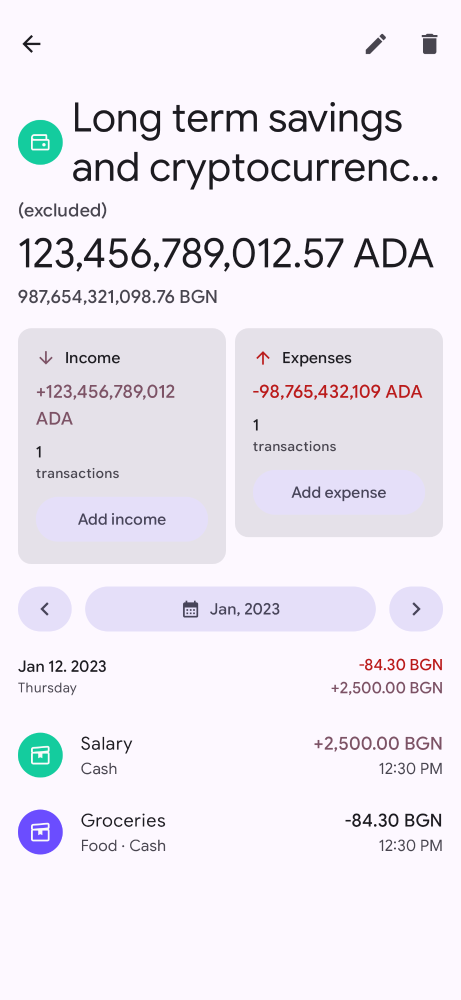 Long term savings
and cryptocurrenc...
(excluded)
123,456,789,012.57 ADA
987,654,321,098.76 BGN
Income
+123,456,789,012
ADA
1
transactions
Add income
Expenses
-98,765,432,109 ADA
1
transactions
Add expense
Jan, 2023
Jan 12. 2023
-84.30 BGN
Thursday
+2,500.00 BGN
Salary
+2,500.00 BGN
Cash
12:30 PM
Groceries
-84.30 BGN
Food · Cash
12:30 PM